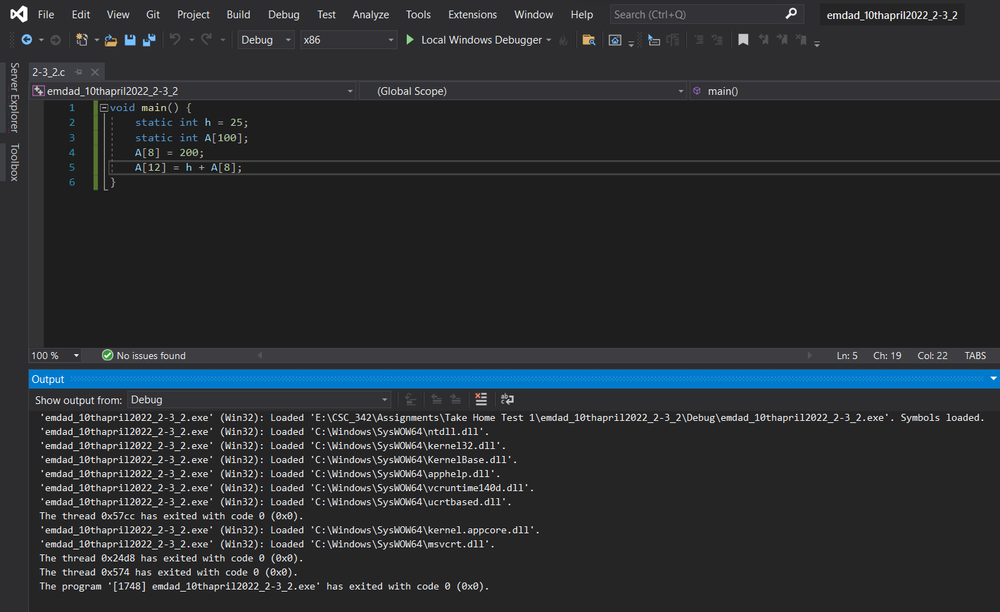 File Edit View Git Project Build Debug Test Analyze Tools Extensions Window Help Search (Ctrl+Q) emdad_10thapril2022_2-3_2
Debug x86 Local Windows Debugger
Server Explorer
Toolbox
2-3_2.c
emdad_10thapril2022_2-3_2 (Global Scope) main()
1 void main() {
2 static int h = 25;
3 static int A[100];
4 A[8] = 200;
5 A[12] = h + A[8];
6 }
100 % No issues found Ln: 5 Ch: 19 Col: 22 TABS
Output
Show output from: Debug
'emdad_10thapril2022_2-3_2.exe' (Win32): Loaded 'E:\CSC_342\Assignments\Take Home Test 1\emdad_10thapril2022_2-3_2\Debug\emdad_10thapril2022_2-3_2.exe'. Symbols loaded.
'emdad_10thapril2022_2-3_2.exe' (Win32): Loaded 'C:\Windows\SysWOW64\ntdll.dll'.
'emdad_10thapril2022_2-3_2.exe' (Win32): Loaded 'C:\Windows\SysWOW64\kernel32.dll'.
'emdad_10thapril2022_2-3_2.exe' (Win32): Loaded 'C:\Windows\SysWOW64\KernelBase.dll'.
'emdad_10thapril2022_2-3_2.exe' (Win32): Loaded 'C:\Windows\SysWOW64\apphelp.dll'.
'emdad_10thapril2022_2-3_2.exe' (Win32): Loaded 'C:\Windows\SysWOW64\vcruntime140d.dll'.
'emdad_10thapril2022_2-3_2.exe' (Win32): Loaded 'C:\Windows\SysWOW64\ucrtbased.dll'.
The thread 0x57cc has exited with code 0 (0x0).
'emdad_10thapril2022_2-3_2.exe' (Win32): Loaded 'C:\Windows\SysWOW64\kernel.appcore.dll'.
'emdad_10thapril2022_2-3_2.exe' (Win32): Loaded 'C:\Windows\SysWOW64\msvcrt.dll'.
The thread 0x24d8 has exited with code 0 (0x0).
The thread 0x574 has exited with code 0 (0x0).
The program '[1748] emdad_10thapril2022_2-3_2.exe' has exited with code 0 (0x0).